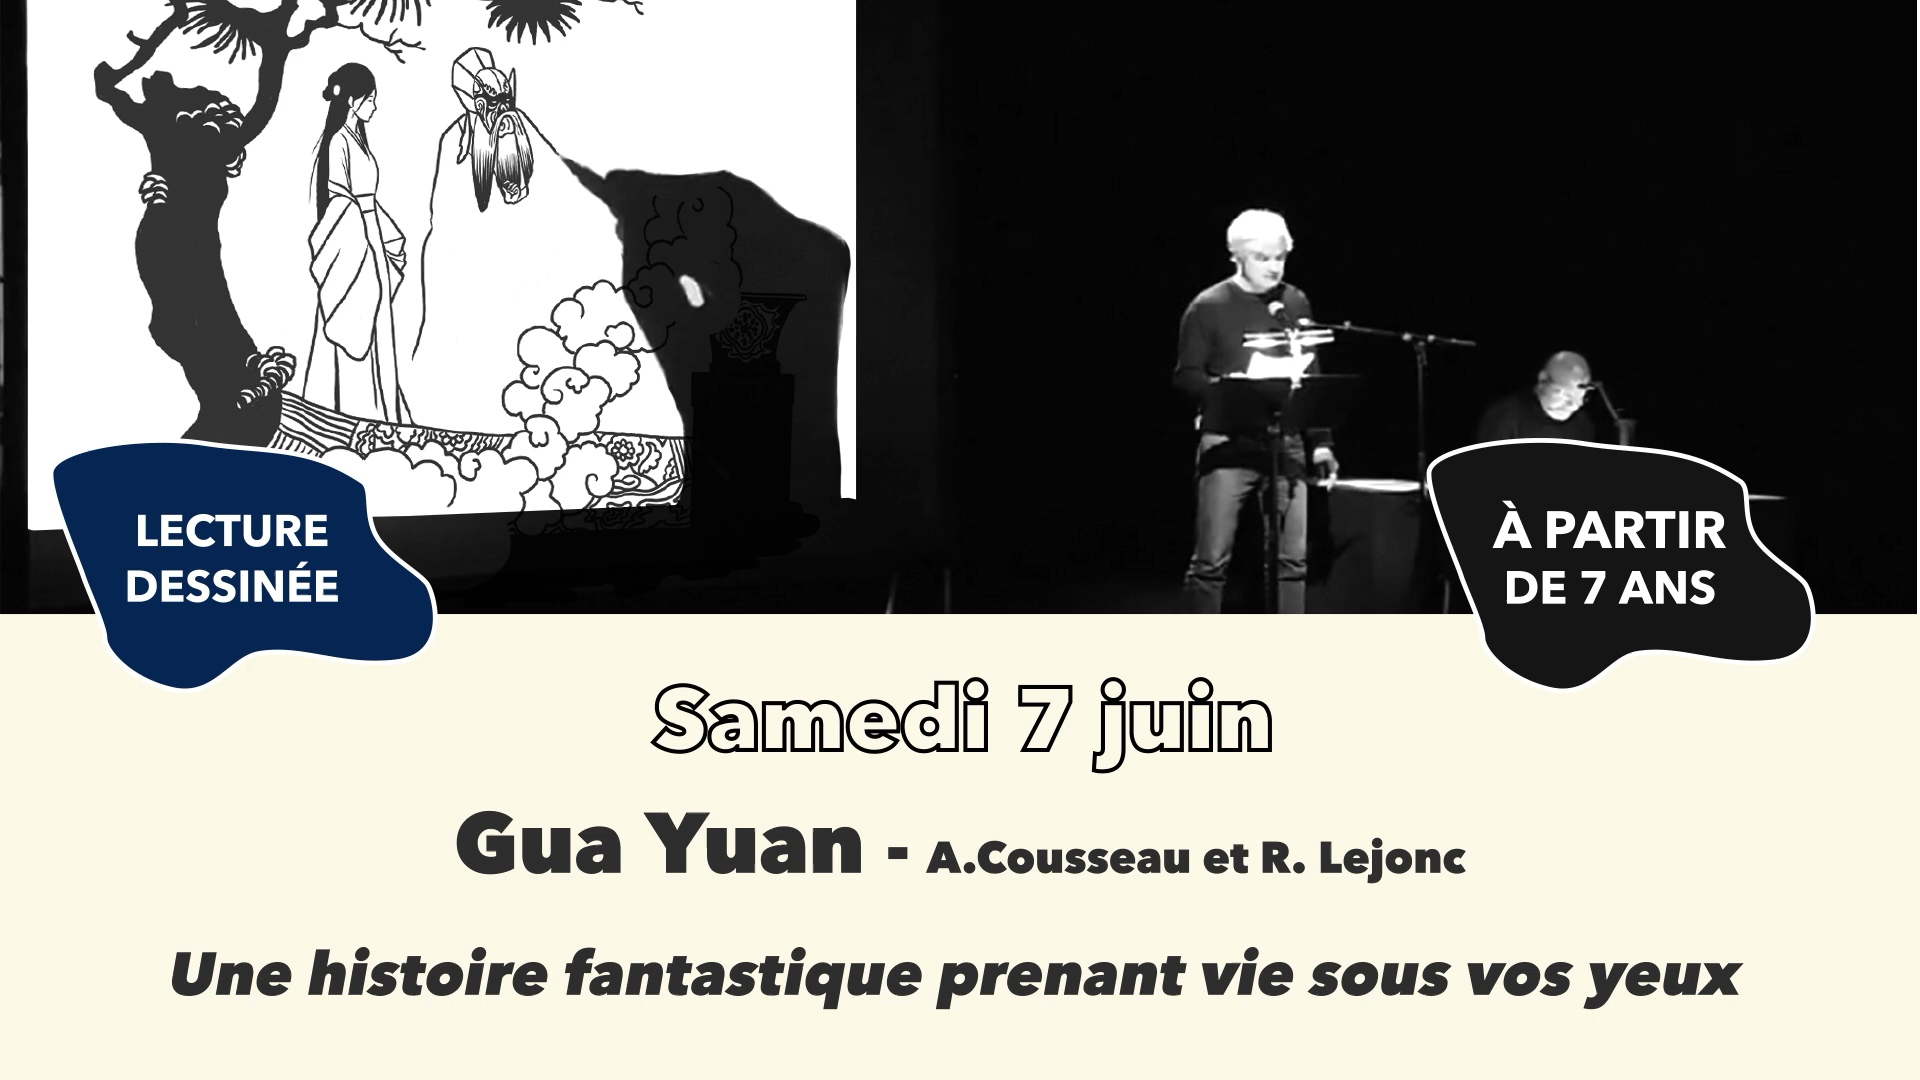 LECTURE
DESSINÉE
À PARTIR
DE 7 ANS
Samedi 7 juin
Gua Yuan - A.Cousseau et R. Lejonc
Une histoire fantastique prenant vie sous vos yeux